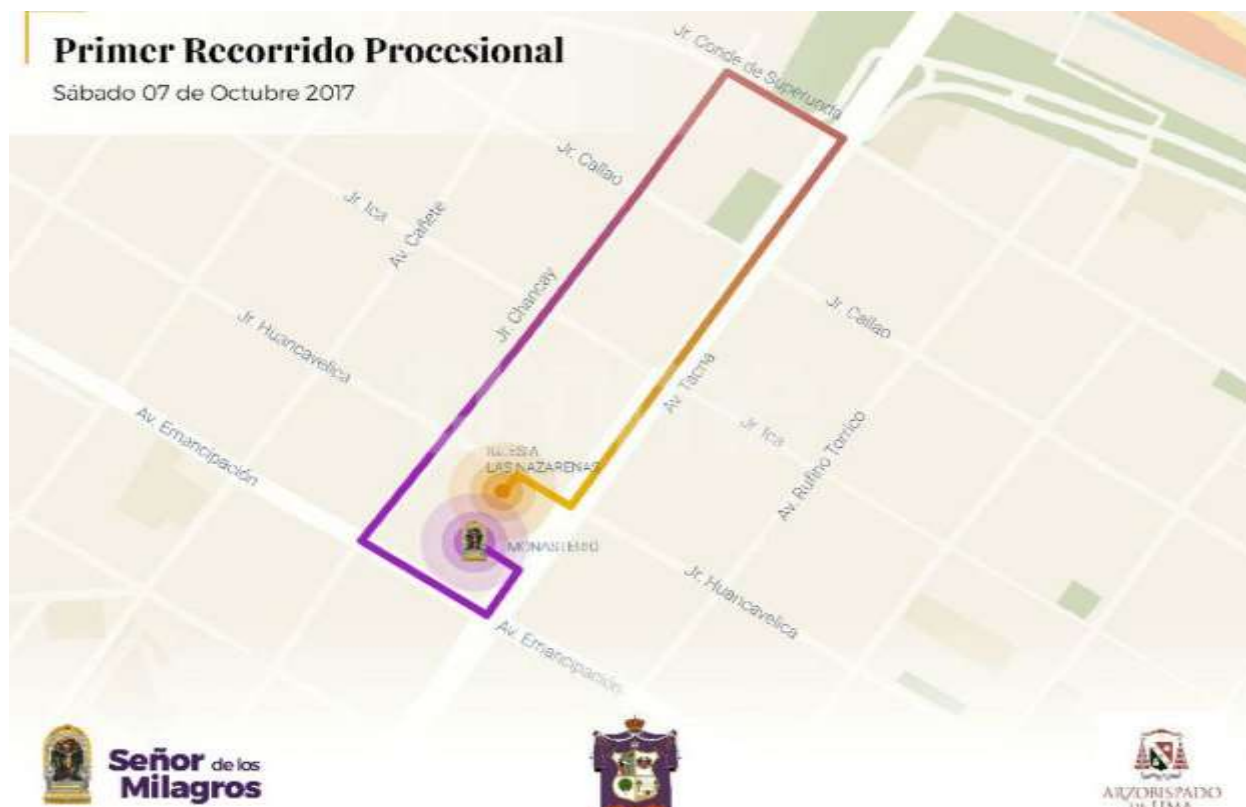 Primer Recorrido Procesional
Sábado 07 de Octubre 2017
Jr. Conde de Superunda
Jr. Callao
Jr. Ica
Av. Cañete
Jr. Chancay
Jr. Huancavelica
Jr. Callao
Av. Tacna
Av. Emancipación
Jr. Ica
Av. Rufino Torrico
IGLESIA
LAS NAZARENAS
MONASTERIO
Jr. Huancavelica
Av. Emancipación
Señor de los
Milagros
ARZOBISPADO
DE LIMA